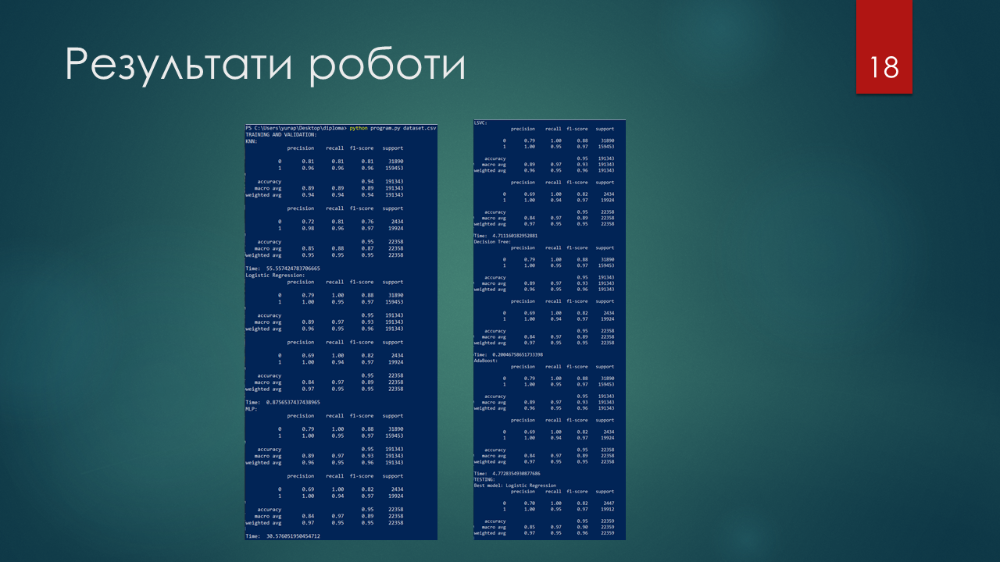 Результати роботи
18
PS C:\Users\yurap\Desktop\diploma> python program.py dataset.csv
TRAINING AND VALIDATION:
KNN:
precision recall f1-score support
0 0.81 0.81 0.81 31890
1 0.96 0.96 0.96 159453
accuracy 0.94 191343
macro avg 0.89 0.89 0.89 191343
weighted avg 0.94 0.94 0.94 191343
precision recall f1-score support
0 0.72 0.81 0.76 2434
1 0.98 0.96 0.97 19924
accuracy 0.95 22358
macro avg 0.85 0.88 0.87 22358
weighted avg 0.95 0.95 0.95 22358
Time: 55.557424783706665
Logistic Regression:
precision recall f1-score support
0 0.79 1.00 0.88 31890
1 1.00 0.95 0.97 159453
accuracy 0.95 191343
macro avg 0.89 0.97 0.93 191343
weighted avg 0.96 0.95 0.96 191343
precision recall f1-score support
0 0.69 1.00 0.82 2434
1 1.00 0.94 0.97 19924
accuracy 0.95 22358
macro avg 0.84 0.97 0.89 22358
weighted avg 0.97 0.95 0.95 22358
Time: 0.8756537437438965
MLP:
precision recall f1-score support
0 0.79 1.00 0.88 31890
1 1.00 0.95 0.97 159453
accuracy 0.95 191343
macro avg 0.89 0.97 0.93 191343
weighted avg 0.96 0.95 0.96 191343
precision recall f1-score support
0 0.69 1.00 0.82 2434
1 1.00 0.94 0.97 19924
accuracy 0.95 22358
macro avg 0.84 0.97 0.89 22358
weighted avg 0.97 0.95 0.95 22358
Time: 30.576051950454712
LSVC:
precision recall f1-score support
0 0.79 1.00 0.88 31890
1 1.00 0.95 0.97 159453
accuracy 0.95 191343
macro avg 0.89 0.97 0.93 191343
weighted avg 0.96 0.95 0.96 191343
precision recall f1-score support
0 0.69 1.00 0.82 2434
1 1.00 0.94 0.97 19924
accuracy 0.95 22358
macro avg 0.84 0.97 0.89 22358
weighted avg 0.97 0.95 0.95 22358
Time: 4.711160182952881
Decision Tree:
precision recall f1-score support
0 0.79 1.00 0.88 31890
1 1.00 0.95 0.97 159453
accuracy 0.95 191343
macro avg 0.89 0.97 0.93 191343
weighted avg 0.96 0.95 0.96 191343
precision recall f1-score support
0 0.69 1.00 0.82 2434
1 1.00 0.94 0.97 19924
accuracy 0.95 22358
macro avg 0.84 0.97 0.89 22358
weighted avg 0.97 0.95 0.95 22358
Time: 0.20046758651733398
AdaBoost:
precision recall f1-score support
0 0.79 1.00 0.88 31890
1 1.00 0.95 0.97 159453
accuracy 0.95 191343
macro avg 0.89 0.97 0.93 191343
weighted avg 0.96 0.95 0.96 191343
precision recall f1-score support
0 0.69 1.00 0.82 2434
1 1.00 0.94 0.97 19924
accuracy 0.95 22358
macro avg 0.84 0.97 0.89 22358
weighted avg 0.97 0.95 0.95 22358
Time: 4.7728354930877686
TESTING:
Best model: Logistic Regression
precision recall f1-score support
0 0.70 1.00 0.82 2447
1 1.00 0.95 0.97 19912
accuracy 0.95 22359
macro avg 0.85 0.97 0.90 22359
weighted avg 0.97 0.95 0.96 22359